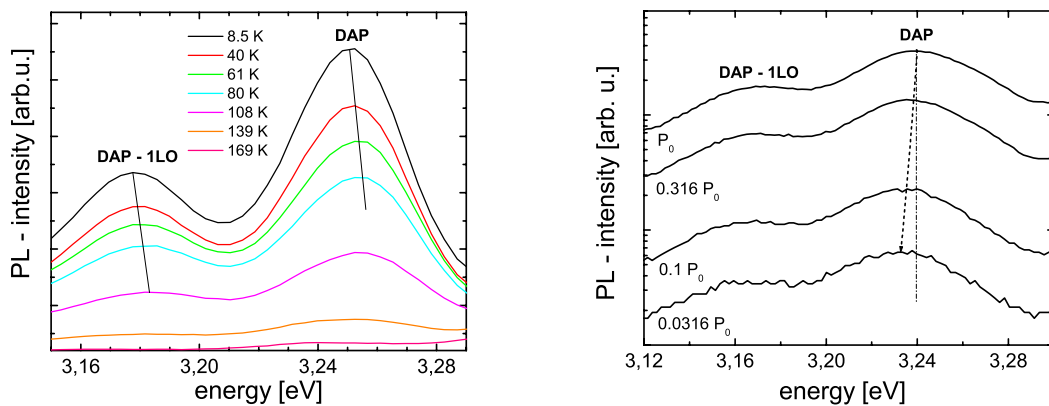 8.5 K
40 K
61 K
80 K
108 K
139 K
169 K
DAP
DAP - 1LO
PL - intensity [arb.u.]
3,16
3,20
3,24
3,28
energy [eV]
DAP
DAP - 1LO
P₀
0.316 P₀
0.1 P₀
0.0316 P₀
PL - intensity [arb. u.]
3,12
3,16
3,20
3,24
3,28
energy [eV]